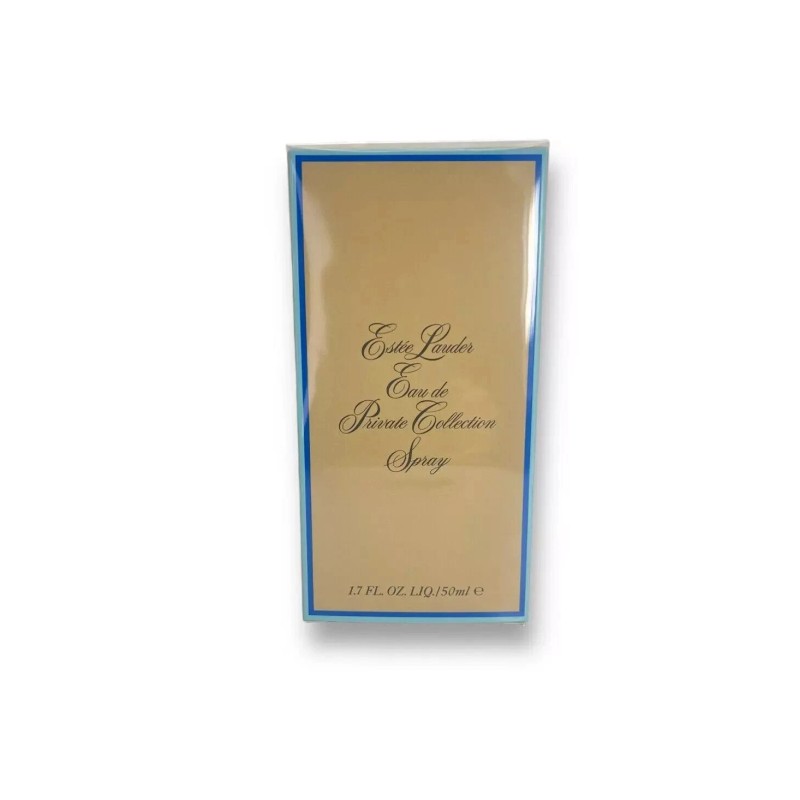 Estée Lauder
Eau de
Private Collection
Spray
1.7 FL. OZ. LIQ./50ml ℮